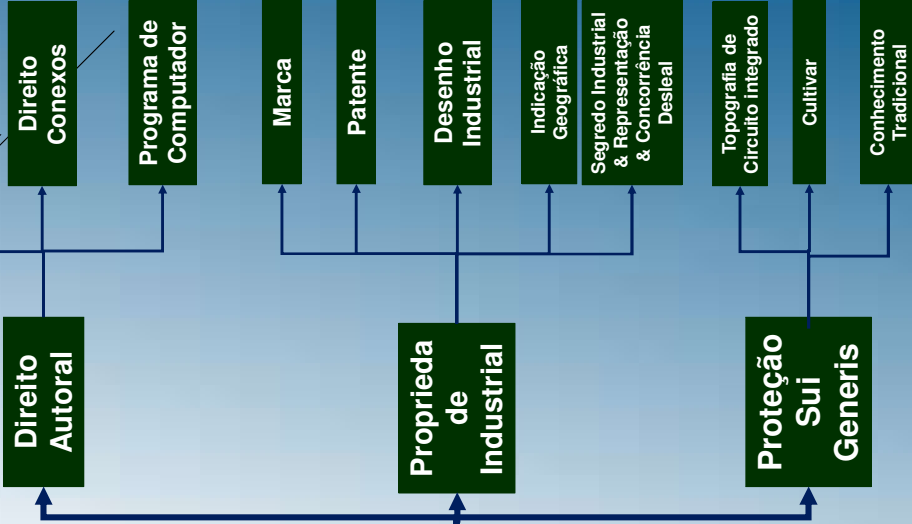 Direito
Autoral
Direito
Conexos
Programa de
Computador
Proprieda
de
Industrial
Marca
Patente
Desenho
Industrial
Indicação
Geográfica
Segredo Industrial
& Representação
& Concorrência
Desleal
Proteção
Sui
Generis
Topografia de
Circuito integrado
Cultivar
Conhecimento
Tradicional